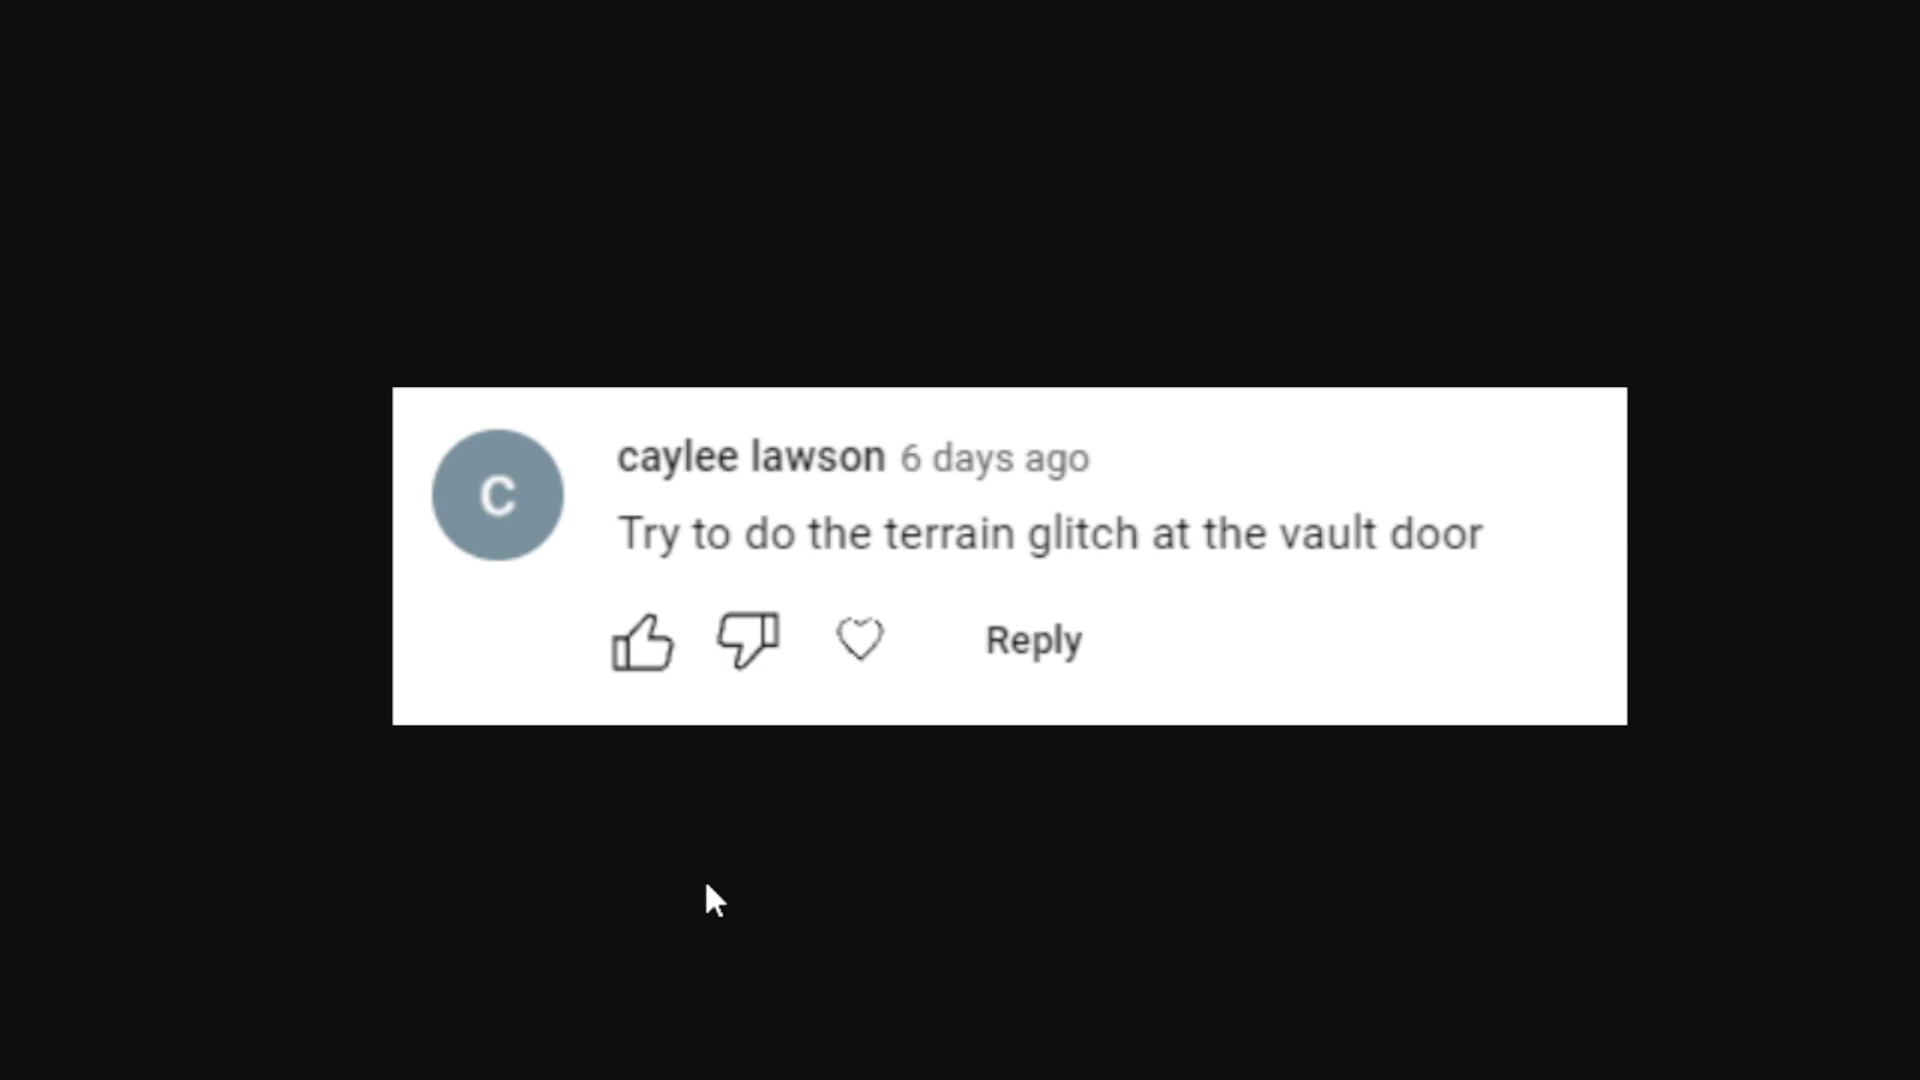 C
caylee lawson 6 days ago
Try to do the terrain glitch at the vault door
Reply